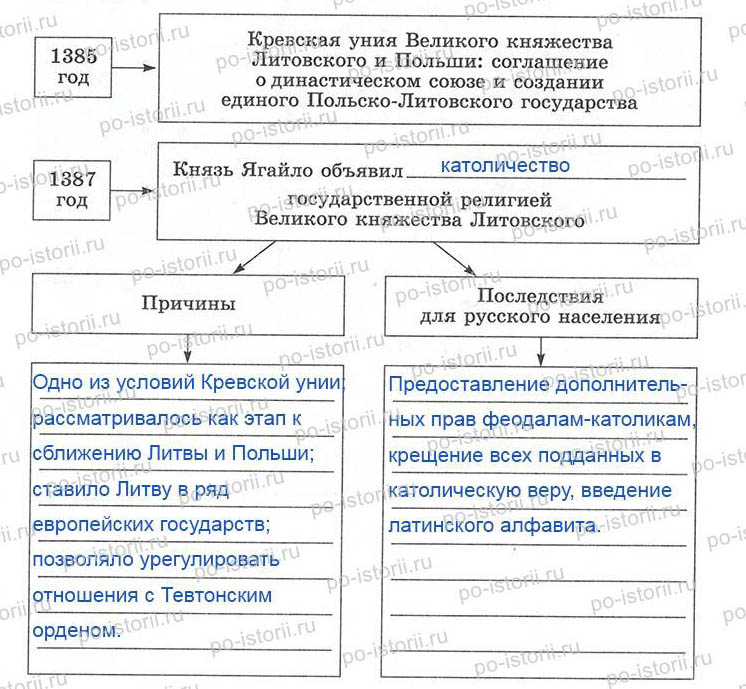 1385
год
Кревская уния Великого княжества
Литовского и Польши: соглашение
о династическом союзе и создании
единого Польско-Литовского государства
1387
год
Князь Ягайло объявил католичество
государственной религией
Великого княжества Литовского
Причины
Последствия
для русского населения
Одно из условий Кревской унии;
рассматривалось как этап к
сближению Литвы и Польши;
ставило Литву в ряд
европейских государств;
позволяло урегулировать
отношения с Тевтонским
орденом.
Предоставление дополнитель-
ных прав феодалам-католикам,
крещение всех подданных в
католическую веру, введение
латинского алфавита.
po-istorii.ru